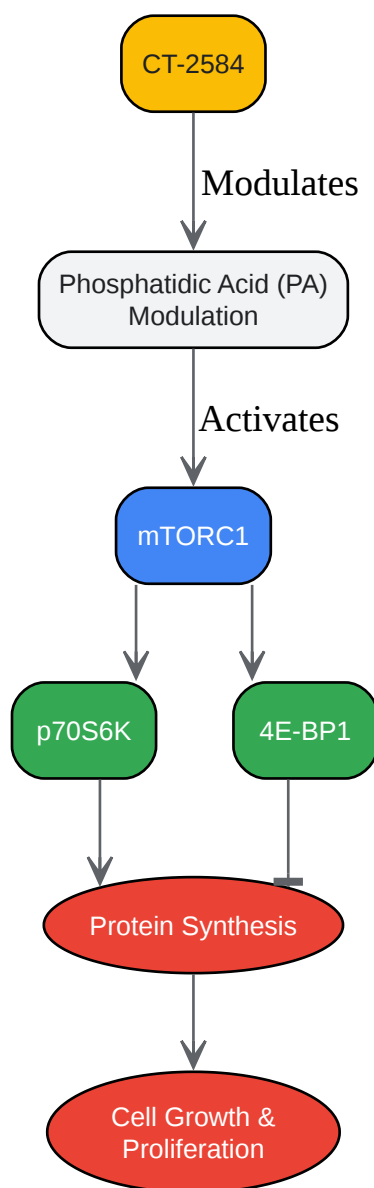 CT-2584
Modulates
Phosphatidic Acid (PA)
Modulation
Activates
mTORC1
p70S6K
4E-BP1
Protein Synthesis
Cell Growth &
Proliferation